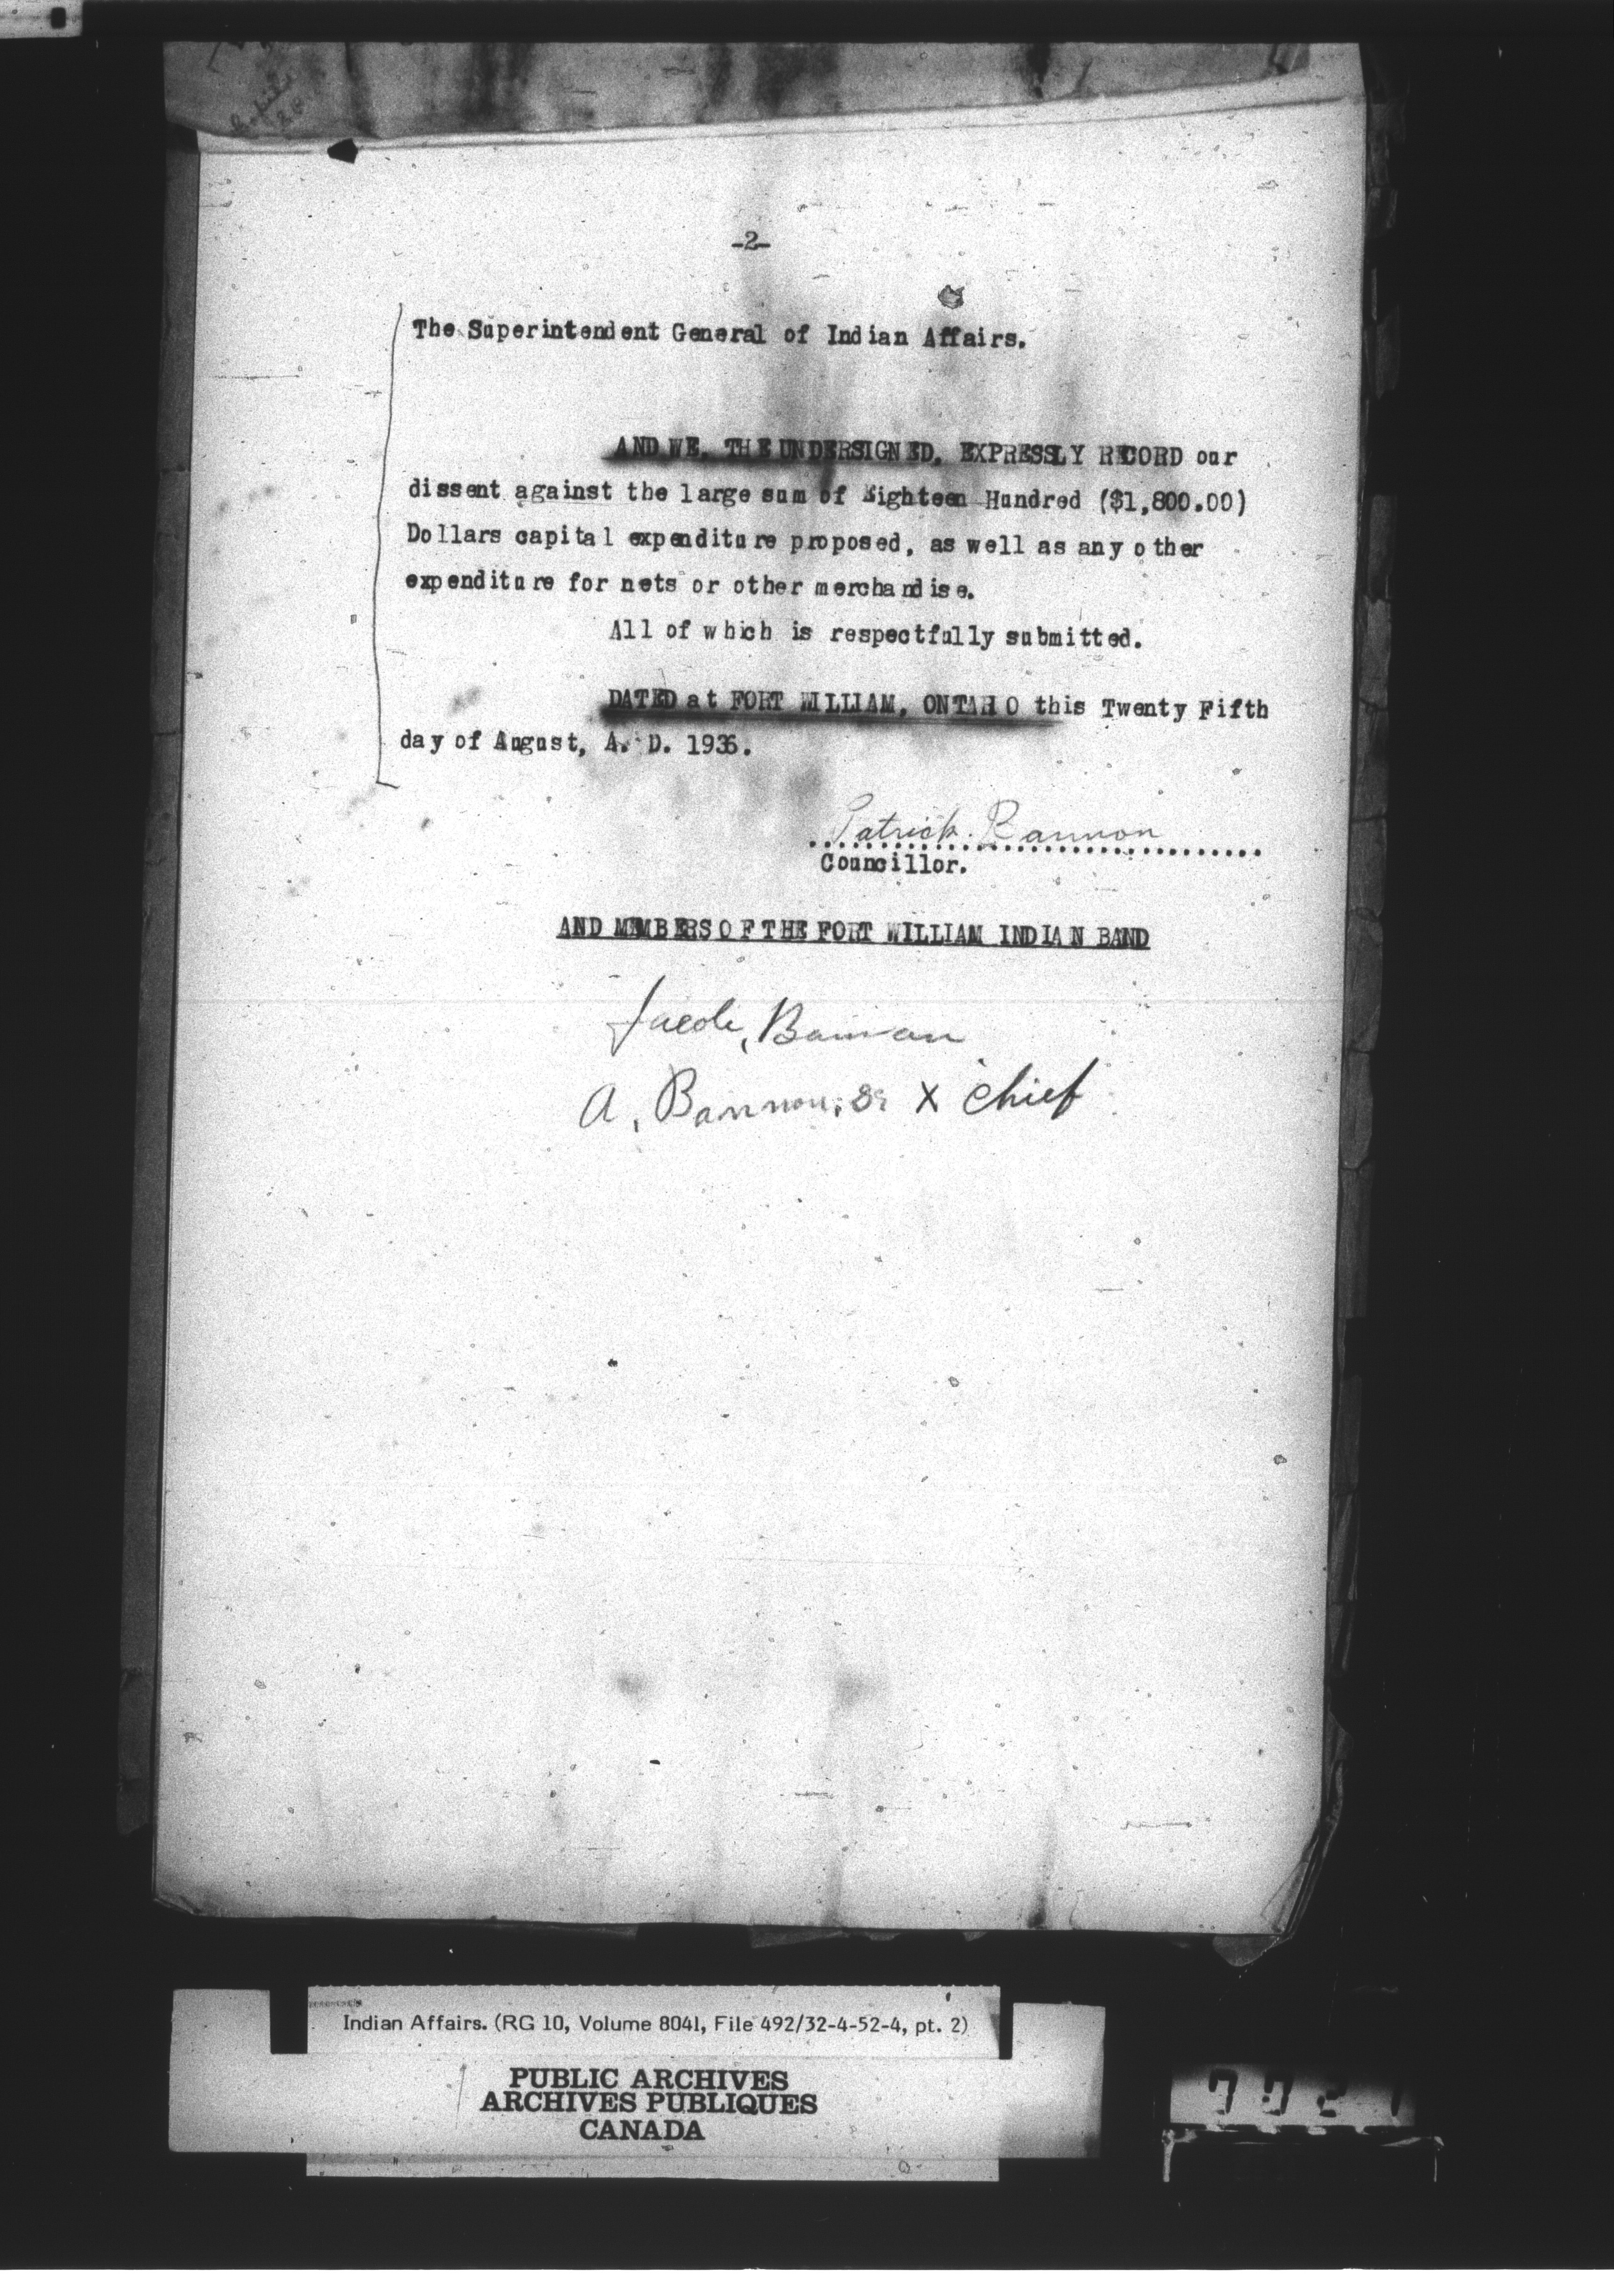 -2-
The Superintendent General of Indian Affairs.
AND WE, THE UNDERSIGNED, EXPRESSLY RECORD our
dissent against the large sum of Eighteen Hundred ($1,800.00)
Dollars capital expenditure proposed, as well as any other
expenditure for nets or other merchandise.
All of which is respectfully submitted.
DATED at FORT WILLIAM, ONTARIO this Twenty Fifth
day of August, A. D. 1936.
Patrick Bannon
Councillor.
AND MEMBERS OF THE FORT WILLIAM INDIAN BAND
Jacob, Bannan
A, Bannon, Sr X chief
Indian Affairs. (RG 10, Volume 8041, File 492/32-4-52-4, pt. 2)
PUBLIC ARCHIVES
ARCHIVES PUBLIQUES
CANADA